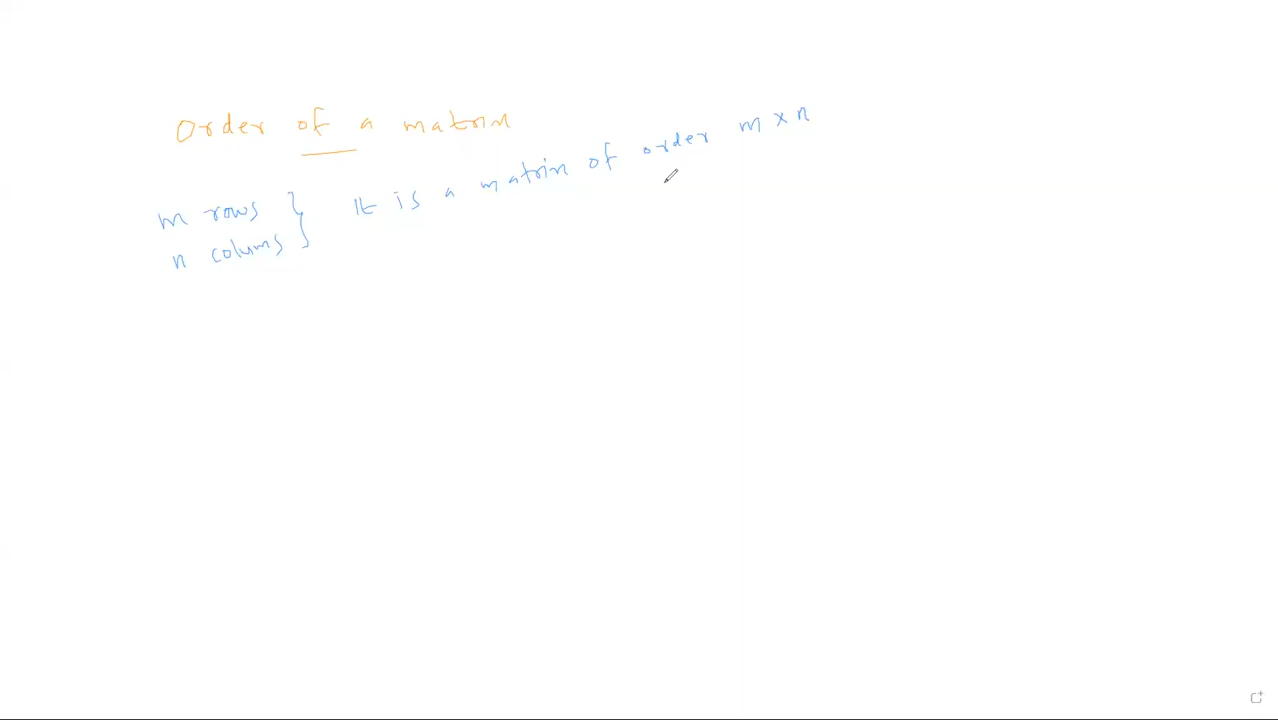 Order of a matrix
m rows } It is a matrix of order m × n
n colums